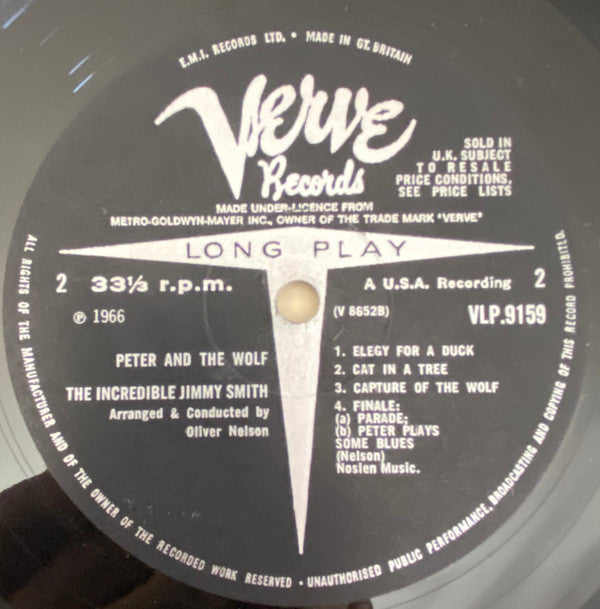 E.M.I. RECORDS LTD. • MADE IN GT. BRITAIN
Verve
Records
SOLD IN
U.K. SUBJECT
TO RESALE
PRICE CONDITIONS,
SEE PRICE LISTS
MADE UNDER-LICENCE FROM
METRO-GOLDWYN-MAYER INC., OWNER OF THE TRADE MARK "VERVE"
LONG PLAY
2 33⅓ r.p.m.
A U.S.A. Recording 2
℗ 1966
(V 8652B) VLP.9159
PETER AND THE WOLF
THE INCREDIBLE JIMMY SMITH
Arranged & Conducted by
Oliver Nelson
1. ELEGY FOR A DUCK
2. CAT IN A TREE
3. CAPTURE OF THE WOLF
4. FINALE:
(a) PARADE;
(b) PETER PLAYS
SOME BLUES
(Nelson)
Noslen Music.
ALL RIGHTS OF THE MANUFACTURER AND OF THE OWNER OF THE RECORDED WORK RESERVED • UNAUTHORISED PUBLIC PERFORMANCE, BROADCASTING AND COPYING OF THIS RECORD PROHIBITED.